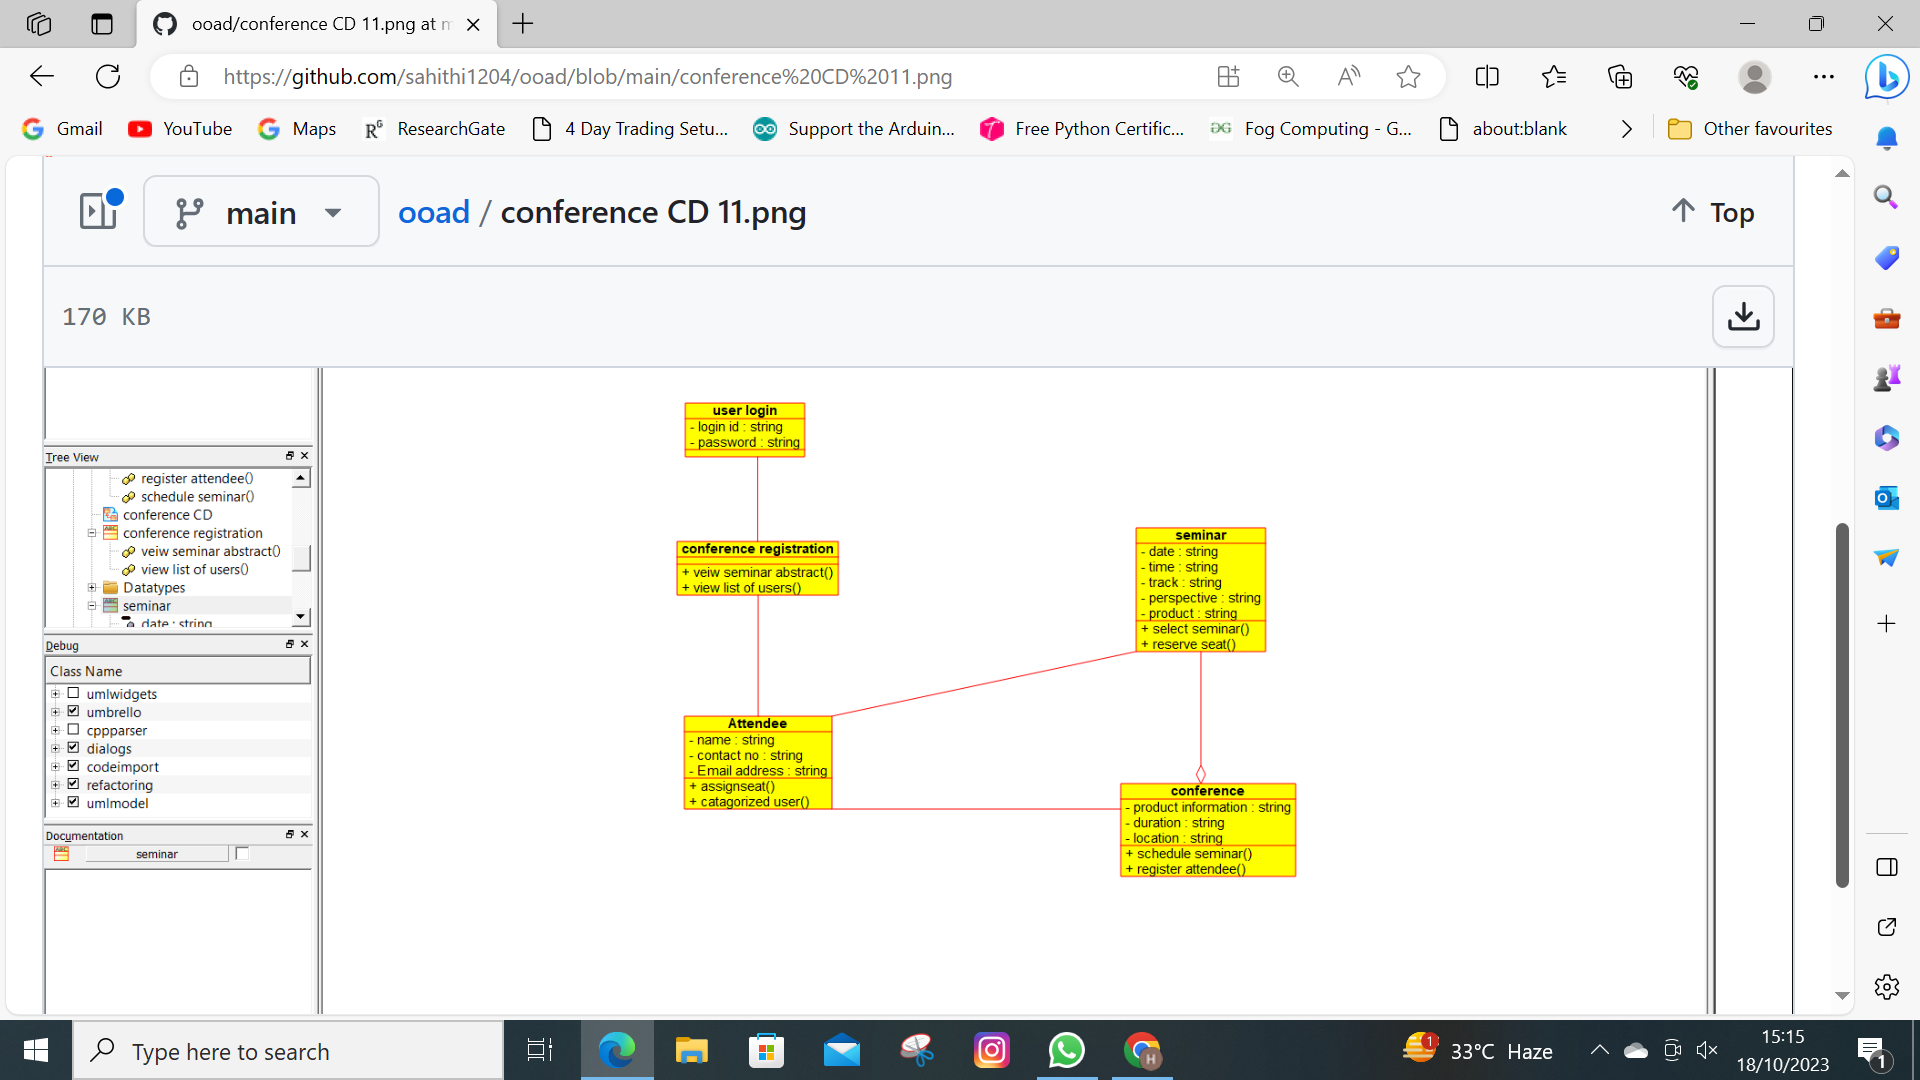 ooad/conference CD 11.png at m
https://github.com/sahithi1204/ooad/blob/main/conference%20CD%2011.png
Gmail
YouTube
Maps
ResearchGate
4 Day Trading Setu...
Support the Arduin...
Free Python Certific...
Fog Computing - G...
about:blank
Other favourites
main
ooad / conference CD 11.png
Top
170 KB
Tree View
register attendee()
schedule seminar()
conference CD
conference registration
veiw seminar abstract()
view list of users()
Datatypes
seminar
date : string
Debug
Class Name
umlwidgets
umbrello
cppparser
dialogs
codeimport
refactoring
umlmodel
Documentation
seminar
user login
- login id : string
- password : string
conference registration
+ veiw seminar abstract()
+ view list of users()
seminar
- date : string
- time : string
- track : string
- perspective : string
- product : string
+ select seminar()
+ reserve seat()
Attendee
- name : string
- contact no : string
- Email address : string
+ assignseat()
+ catagorized user()
conference
- product information : string
- duration : string
- location : string
+ schedule seminar()
+ register attendee()
Type here to search
1
H
33°C Haze
15:15
18/10/2023
1